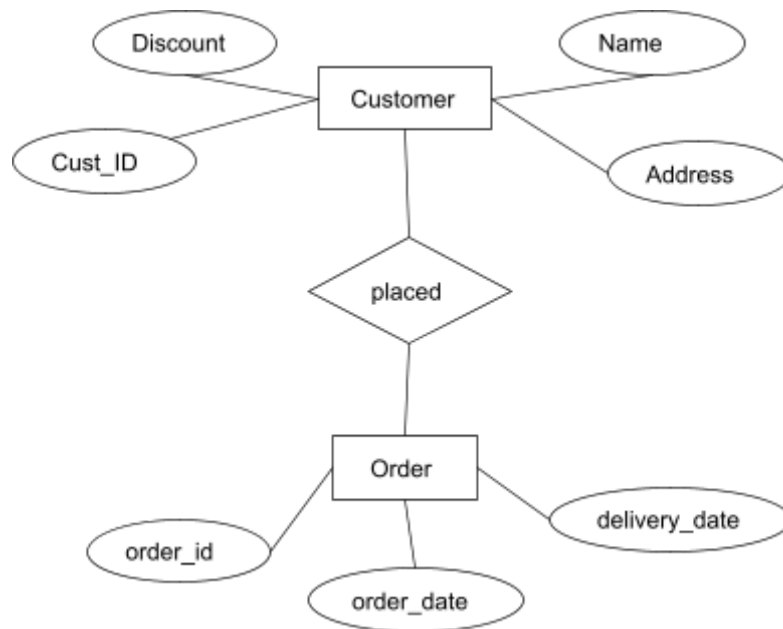 Discount
Name
Customer
Cust_ID
Address
placed
Order
delivery_date
order_id
order_date